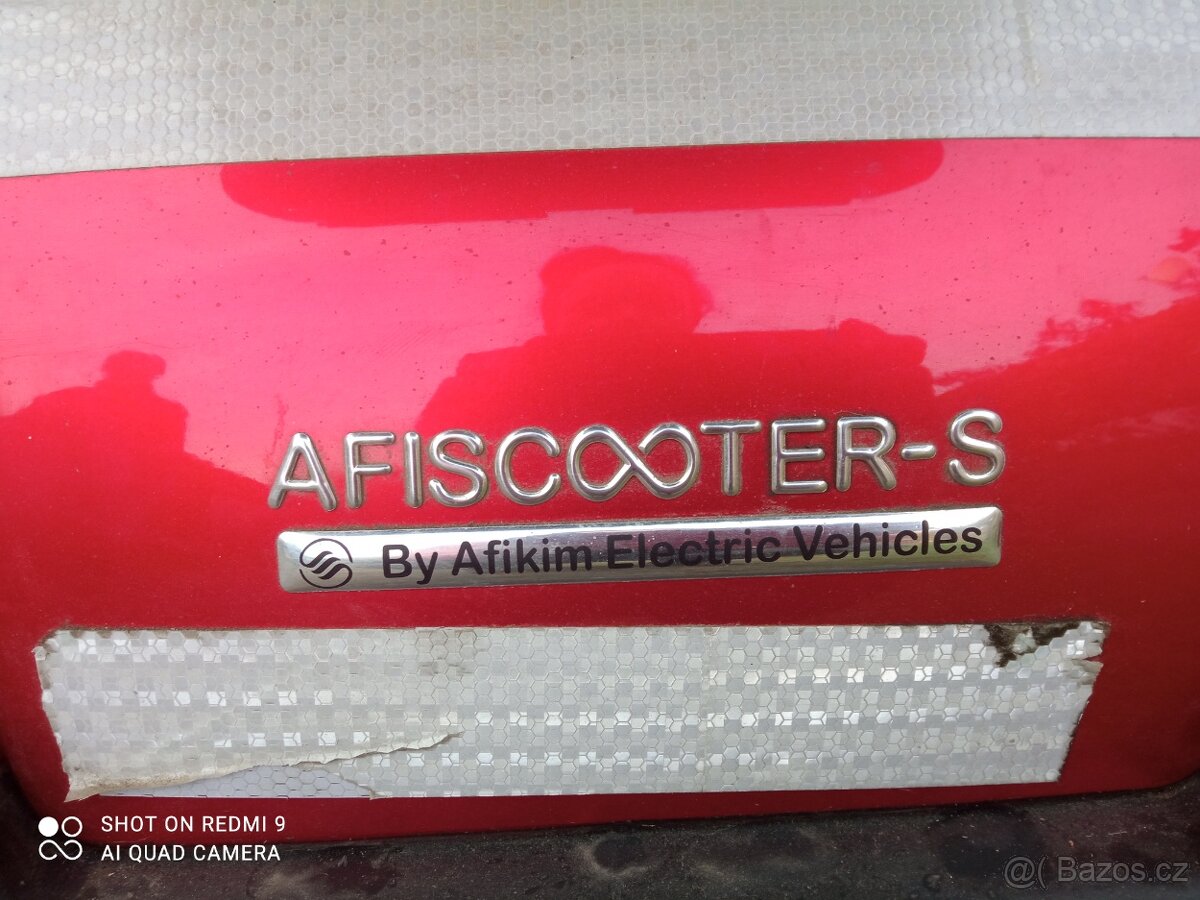 AFISCOOTER-S
By Afikim Electric Vehicles
SHOT ON REDMI 9
AI QUAD CAMERA
@( Bazos.cz